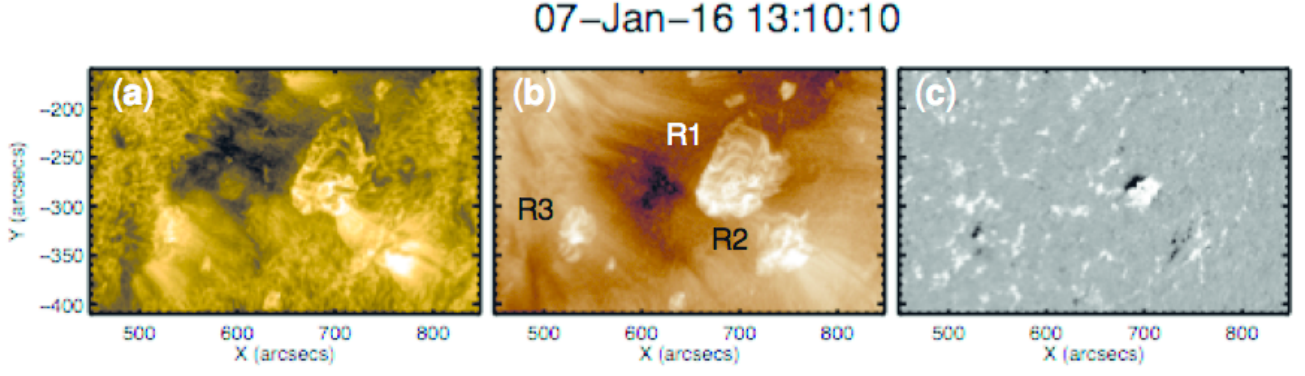 07-Jan-16 13:10:10
(a) (b) (c)
R1
R2
R3
Y (arcsecs)
-200
-250
-300
-350
-400
500 600 700 800 500 600 700 800 500 600 700 800
X (arcsecs) X (arcsecs) X (arcsecs)